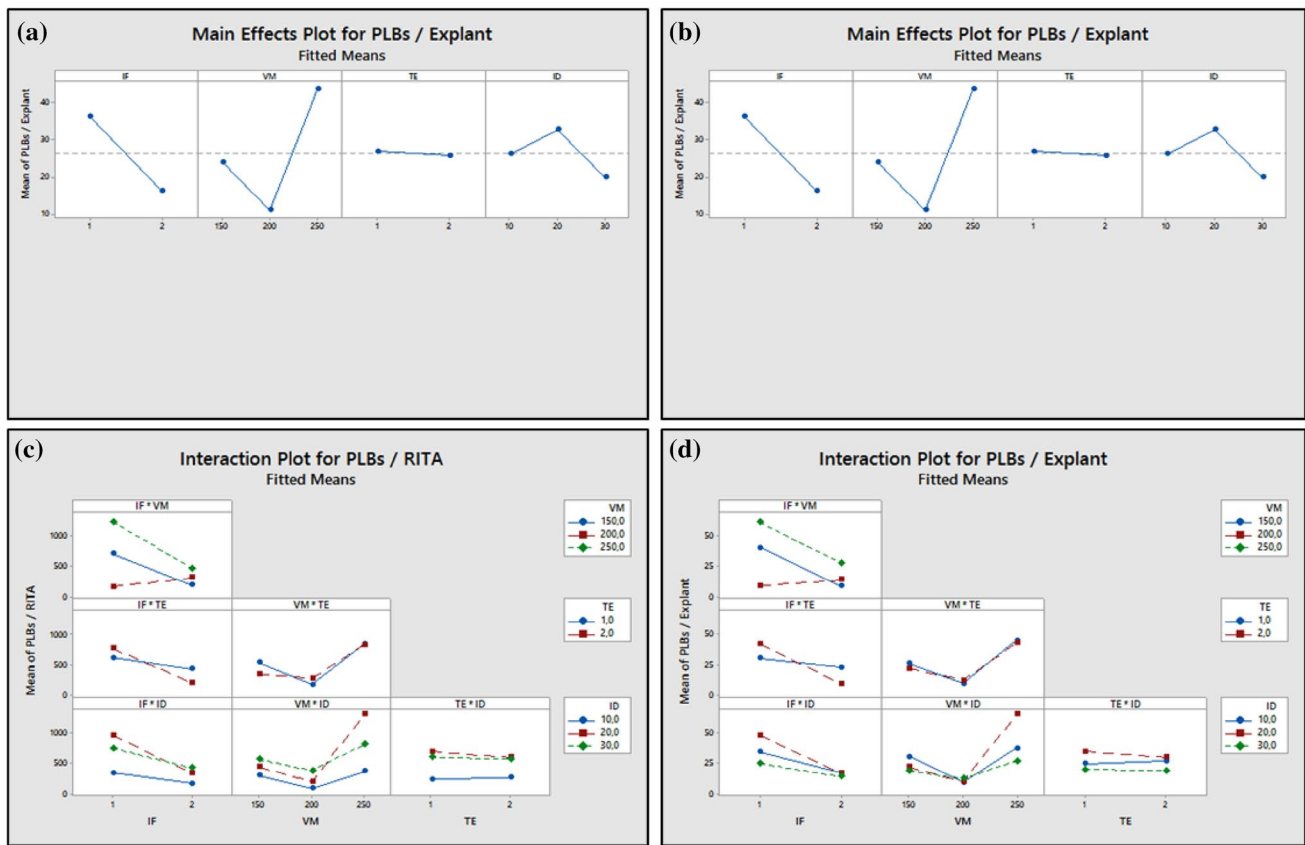 (a)
Main Effects Plot for PLBs / Explant
Fitted Means
IF VM TE ID
Mean of PLBs / Explant
40
30
20
10
1 2 150 200 250 1 2 10 20 30
(b)
Main Effects Plot for PLBs / Explant
Fitted Means
IF VM TE ID
Mean of PLBs / Explant
40
30
20
10
1 2 150 200 250 1 2 10 20 30
(c)
Interaction Plot for PLBs / RITA
Fitted Means
Mean of PLBs / RITA
IF * VM
1000
500
0
VM
150,0
200,0
250,0
IF * TE VM * TE
1000
500
0
TE
1,0
2,0
IF * ID VM * ID TE * ID
1000
500
0
ID
10,0
20,0
30,0
1 2 150 200 250 1 2
IF VM TE
(d)
Interaction Plot for PLBs / Explant
Fitted Means
Mean of PLBs / Explant
IF * VM
50
25
0
VM
150,0
200,0
250,0
IF * TE VM * TE
50
25
0
TE
1,0
2,0
IF * ID VM * ID TE * ID
50
25
0
ID
10,0
20,0
30,0
1 2 150 200 250 1 2
IF VM TE